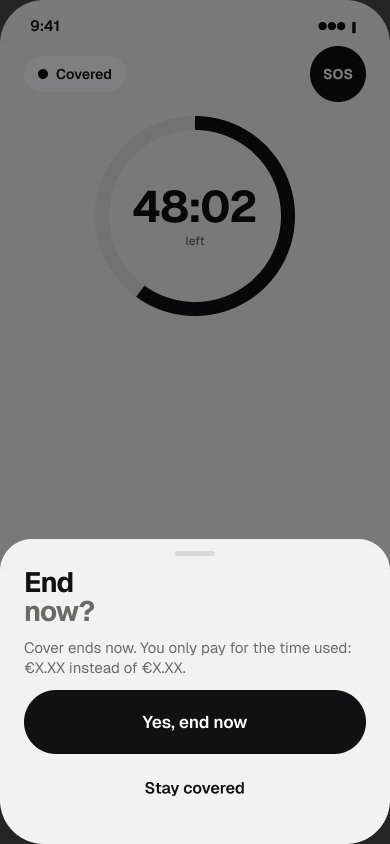 9:41
Covered
SOS
48:02
left
End
now?
Cover ends now. You only pay for the time used:
€X.XX instead of €X.XX.
Yes, end now
Stay covered